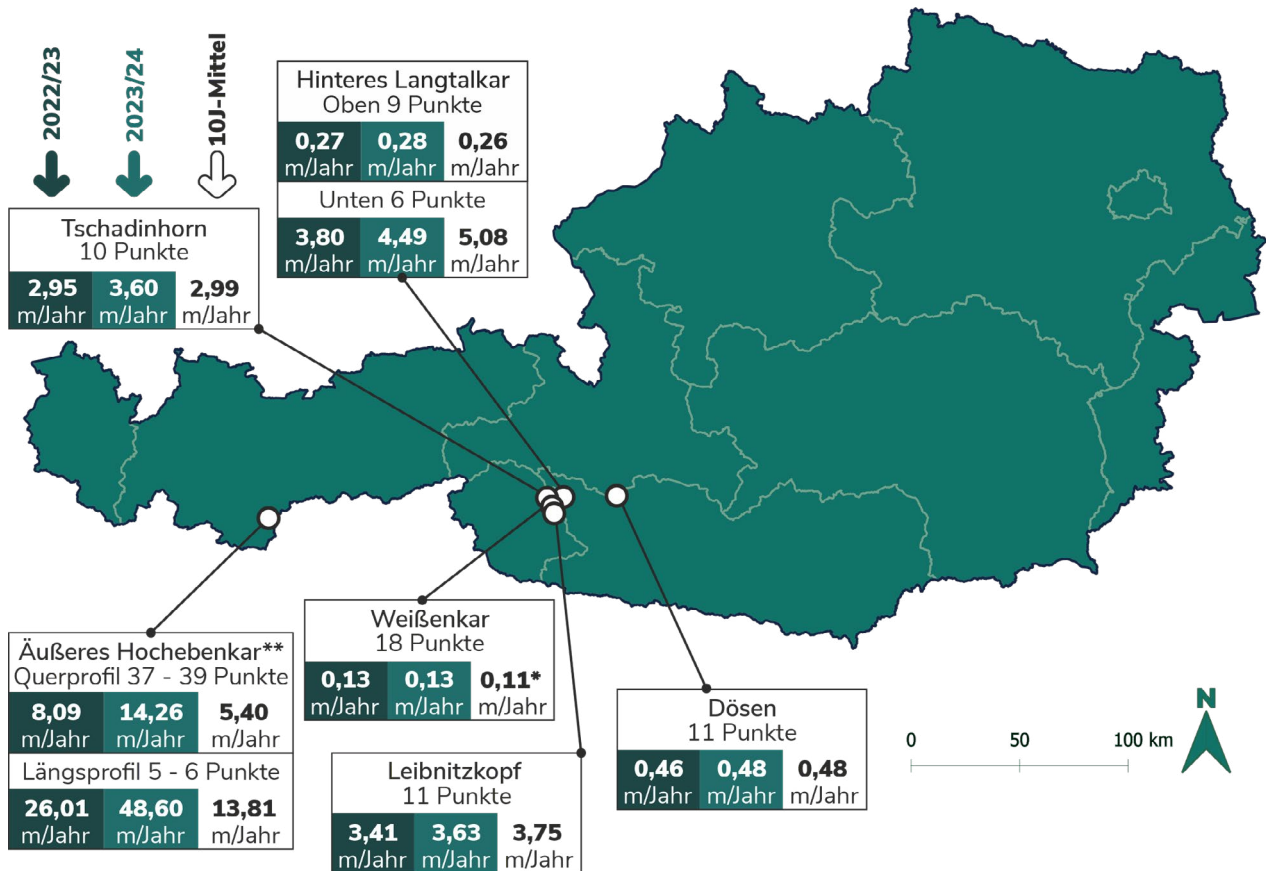 2022/23
2023/24
10J-Mittel
Hinteres Langtalkar
Oben 9 Punkte
0,27 0,28 0,26
m/Jahr m/Jahr m/Jahr
Unten 6 Punkte
3,80 4,49 5,08
m/Jahr m/Jahr m/Jahr
Tschadinhorn
10 Punkte
2,95 3,60 2,99
m/Jahr m/Jahr m/Jahr
Äußeres Hochebenkar**
Querprofil 37 - 39 Punkte
8,09 14,26 5,40
m/Jahr m/Jahr m/Jahr
Längsprofil 5 - 6 Punkte
26,01 48,60 13,81
m/Jahr m/Jahr m/Jahr
Weißenkar
18 Punkte
0,13 0,13 0,11*
m/Jahr m/Jahr m/Jahr
Leibnitzkopf
11 Punkte
3,41 3,63 3,75
m/Jahr m/Jahr m/Jahr
Dösen
11 Punkte
0,46 0,48 0,48
m/Jahr m/Jahr m/Jahr
0 50 100 km
N